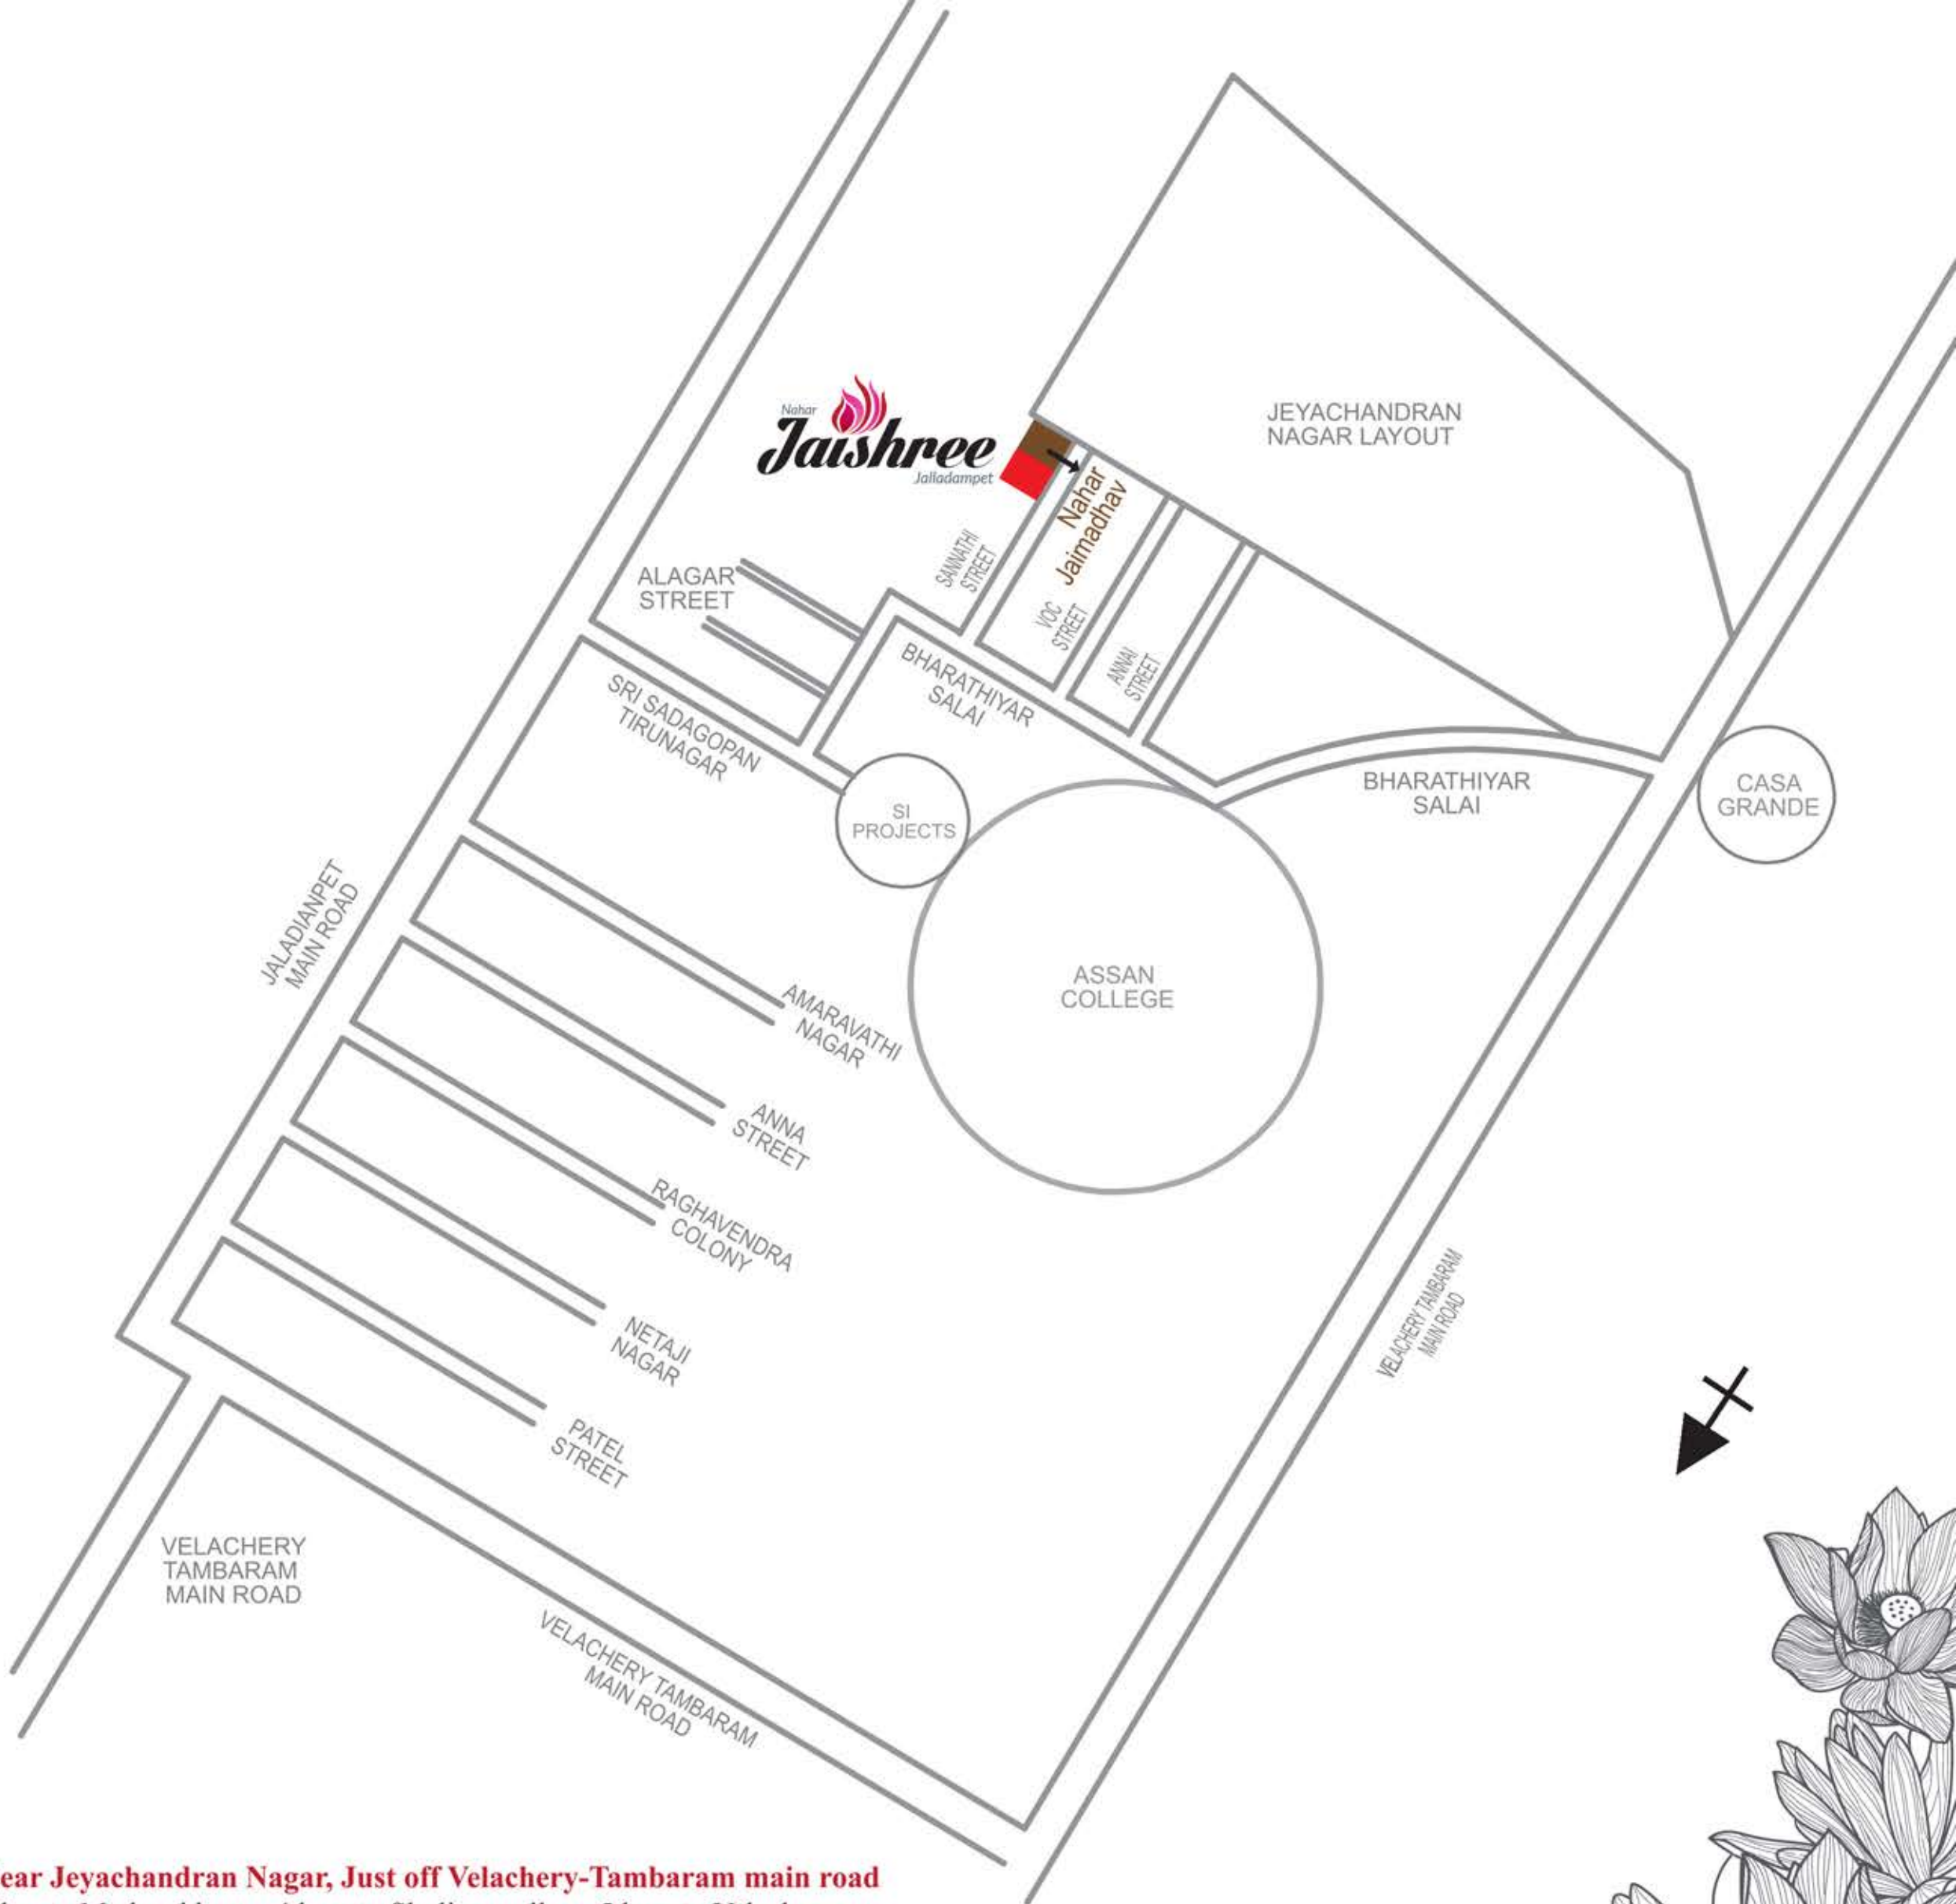 JEYACHANDRAN
NAGAR LAYOUT
Nahar
Jaishree
Jalladampet
Nahar
Jaimadhav
SANNATHI
STREET
ALAGAR
STREET
VOC
STREET
ANNAI
STREET
BHARATHIYAR
SALAI
SRI SADAGOPAN
TIRUNAGAR
BHARATHIYAR
SALAI
CASA
GRANDE
SI
PROJECTS
JALADIANPET
MAIN ROAD
ASSAN
COLLEGE
AMARAVATHI
NAGAR
ANNA
STREET
RAGHAVENDRA
COLONY
VELACHERY TAMBARAM
MAIN ROAD
NETAJI
NAGAR
PATEL
STREET
VELACHERY
TAMBARAM
MAIN ROAD
VELACHERY TAMBARAM
MAIN ROAD
ear Jeyachandran Nagar, Just off Velachery-Tambaram main road